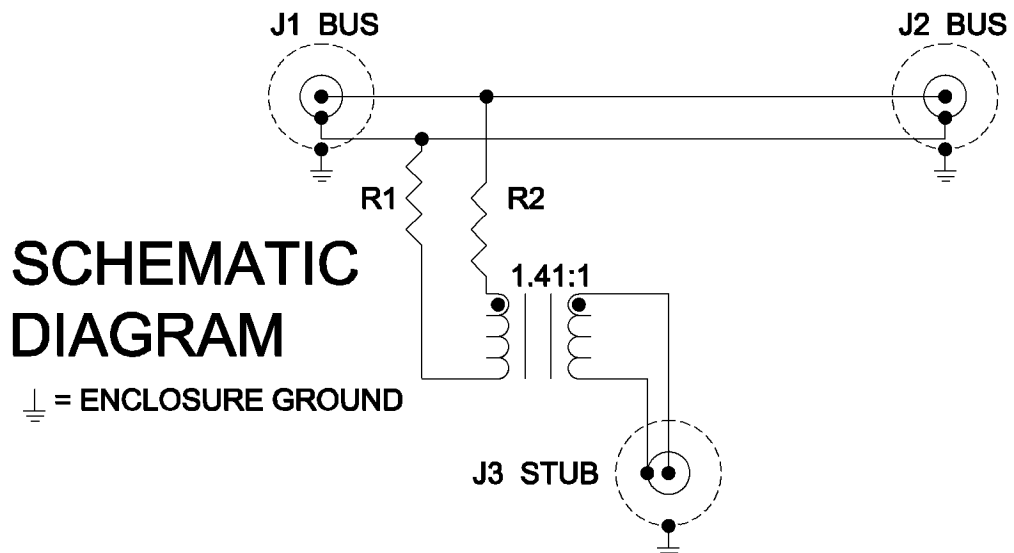 J1 BUS
J2 BUS
R1
R2
SCHEMATIC
DIAGRAM
1.41:1
= ENCLOSURE GROUND
J3 STUB